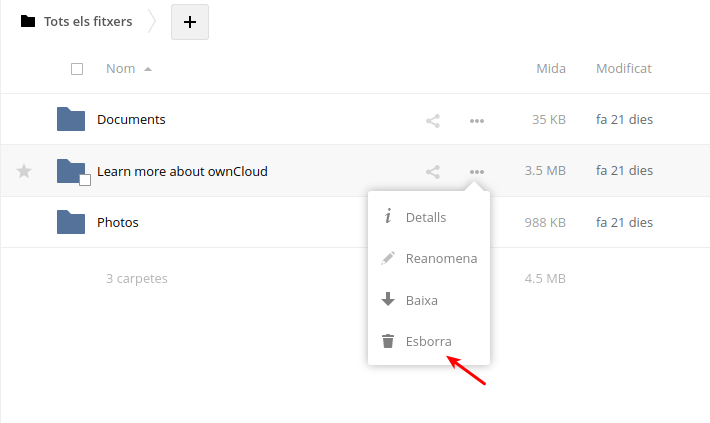 Tots els fitxers
Nom Mida Modificat
Documents 35 KB fa 21 dies
Learn more about ownCloud 3.5 MB fa 21 dies
Detalls
Photos 988 KB fa 21 dies
Reanomena
3 carpetes 4.5 MB
Baixa
Esborra